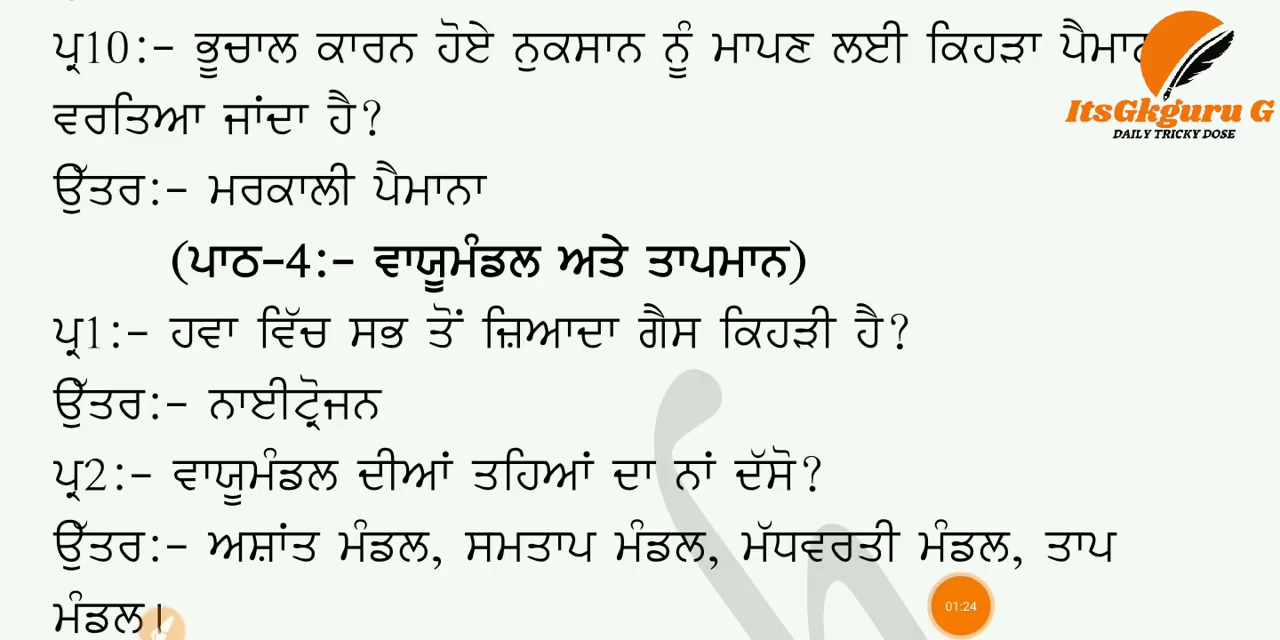 ਪ੍ਰ10:- ਭੂਚਾਲ ਕਾਰਨ ਹੋਏ ਨੁਕਸਾਨ ਨੂੰ ਮਾਪਣ ਲਈ ਕਿਹੜਾ
ItsGkguru G
DAILY TRICKY DOSE
ਵਰਤਿਆ ਜਾਂਦਾ ਹੈ?
ਉੱਤਰ:- ਮਰਕਾਲੀ ਪੈਮਾਨਾ
(ਪਾਠ-4:- ਵਾਯੂਮੰਡਲ ਅਤੇ ਤਾਪਮਾਨ)
ਪ੍ਰ1:- ਹਵਾ ਵਿੱਚ ਸਭ ਤੋਂ ਜ਼ਿਆਦਾ ਗੈਸ ਕਿਹੜੀ ਹੈ?
ਉੱਤਰ:- ਨਾਈਟ੍ਰੋਜਨ
ਪ੍ਰ2:- ਵਾਯੂਮੰਡਲ ਦੀਆਂ ਤਹਿਆਂ ਦਾ ਨਾਂ ਦੱਸੋ?
ਉੱਤਰ:- ਅਸ਼ਾਂਤ ਮੰਡਲ, ਸਮਤਾਪ ਮੰਡਲ, ਮੱਧਵਰਤੀ ਮੰਡਲ, ਤਾਪ
ਮੰਡਲ।
01:24